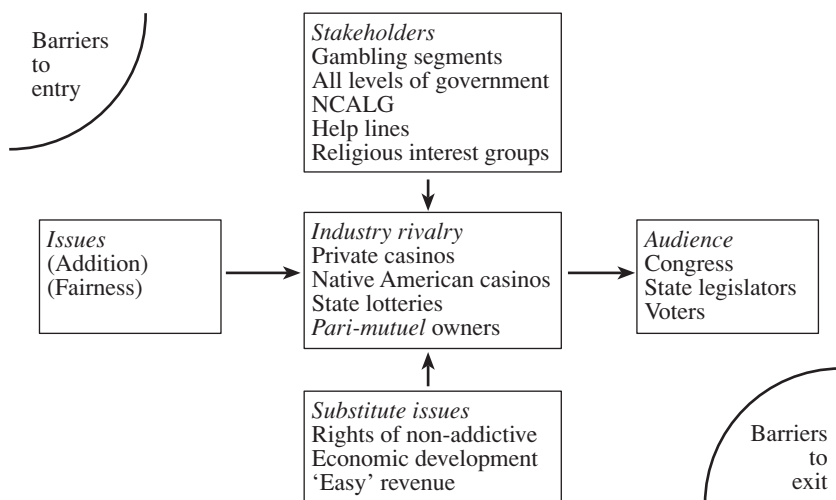 Barriers
to
entry
Stakeholders
Gambling segments
All levels of government
NCALG
Help lines
Religious interest groups
Issues
(Addition)
(Fairness)
Industry rivalry
Private casinos
Native American casinos
State lotteries
Pari-mutuel owners
Audience
Congress
State legislators
Voters
Substitute issues
Rights of non-addictive
Economic development
‘Easy’ revenue
Barriers
to
exit